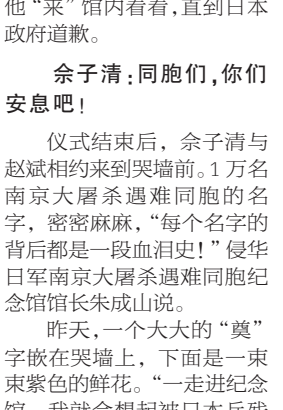 他“来”馆内看看，直到日本
政府道歉。
佘子清：同胞们，你们
安息吧！
仪式结束后，佘子清与
赵斌相约来到哭墙前。1万名
南京大屠杀遇难同胞的名
字，密密麻麻，“每个名字的
背后都是一段血泪史！”侵华
日军南京大屠杀遇难同胞纪
念馆馆长朱成山说。
昨天，一个大大的“奠”
字嵌在哭墙上，下面是一束
束紫色的鲜花。“一走进纪念
馆，我就会想起被日本兵残